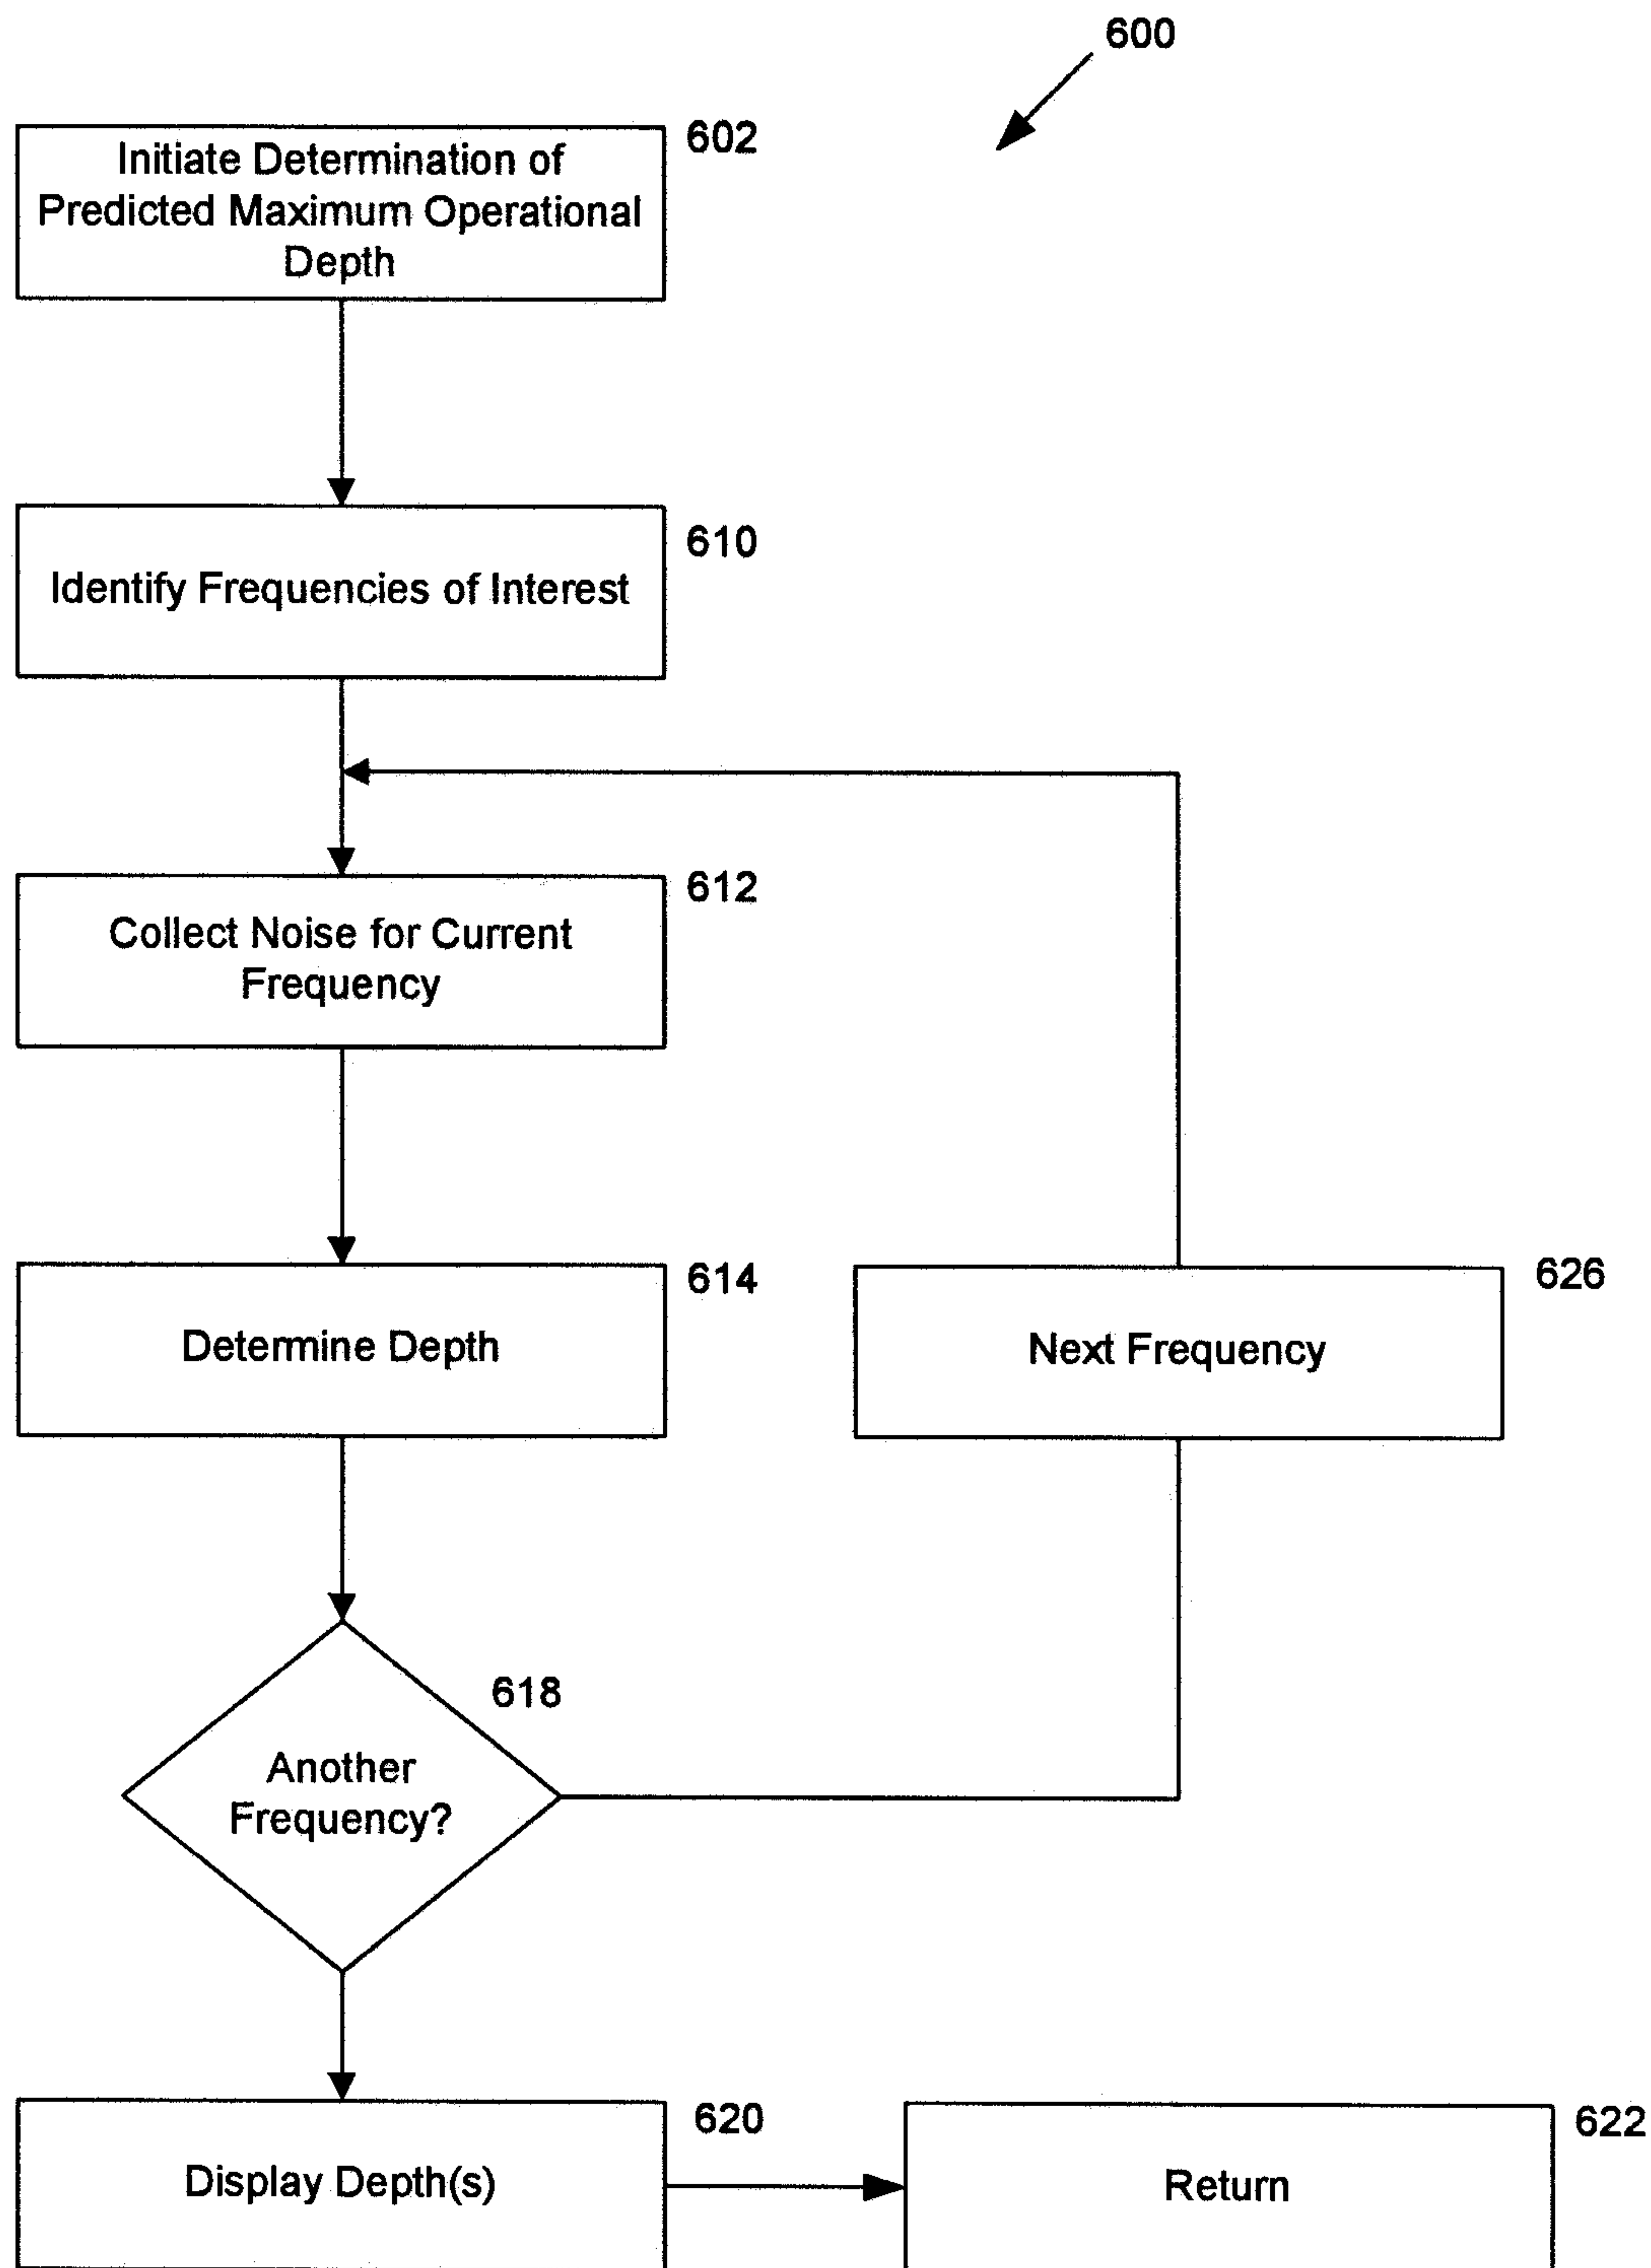 600
602
Initiate Determination of
Predicted Maximum Operational
Depth
610
Identify Frequencies of Interest
612
Collect Noise for Current
Frequency
614
Determine Depth
626
Next Frequency
618
Another
Frequency?
620
Display Depth(s)
622
Return